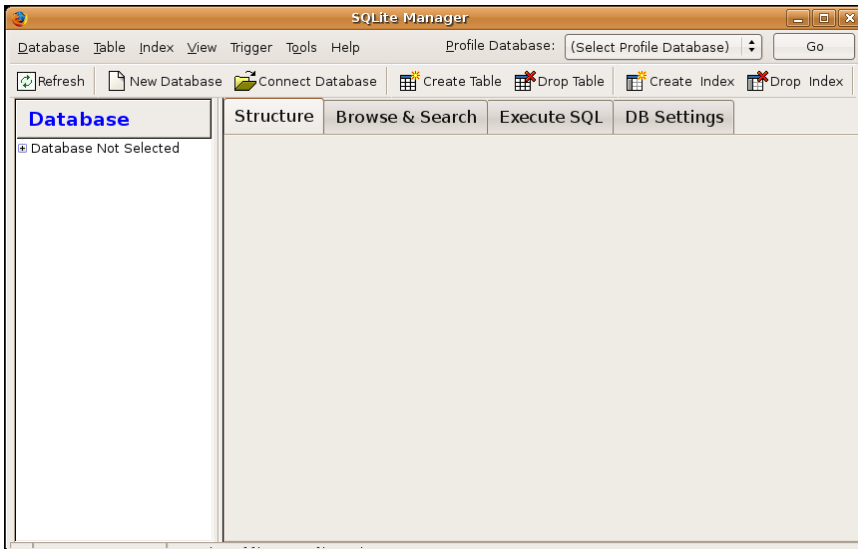 SQLite Manager
Database Table Index View Trigger Tools Help Profile Database: (Select Profile Database) Go
Refresh New Database Connect Database Create Table Drop Table Create Index Drop Index
Database
Structure Browse & Search Execute SQL DB Settings
Database Not Selected